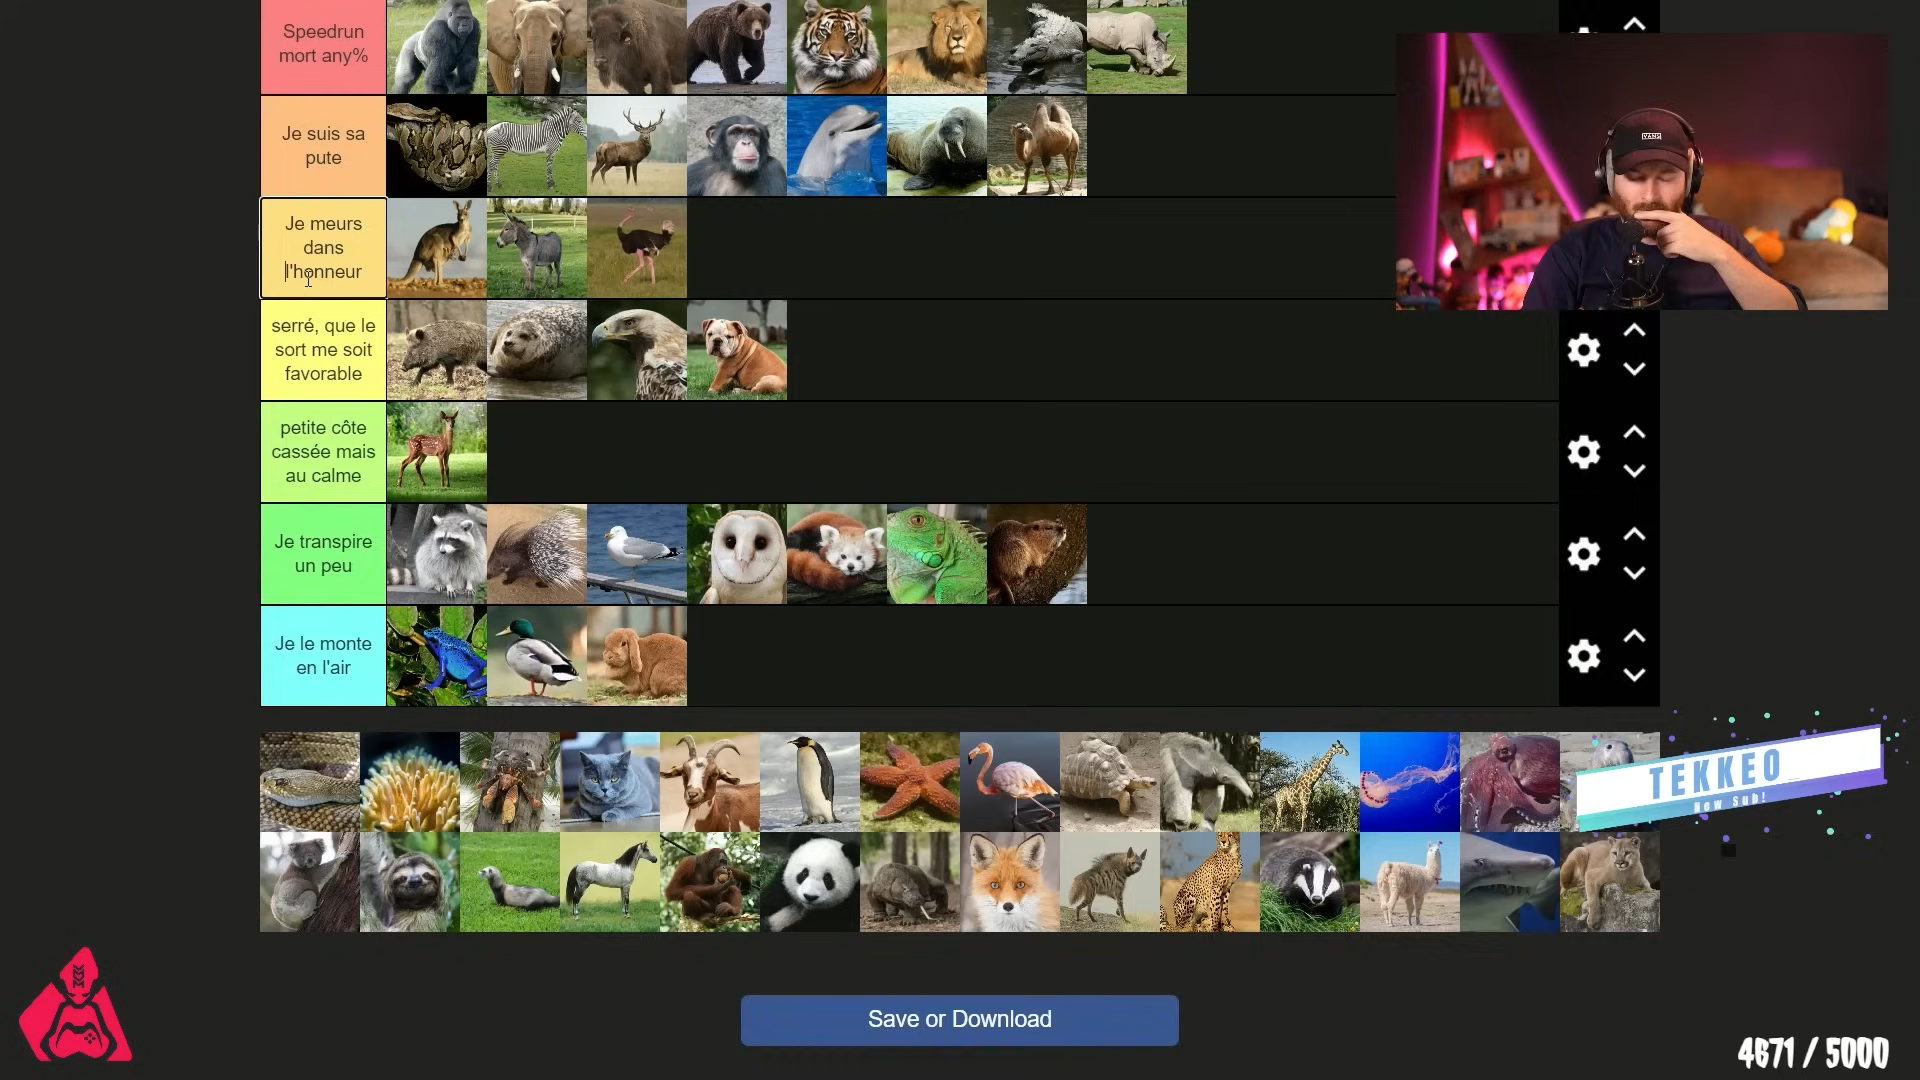 Speedrun
mort any%
VANS
Je suis sa
pute
Je meurs
dans
l'honneur
serré, que le
sort me soit
favorable
petite côte
cassée mais
au calme
Je transpire
un peu
Je le monte
en l'air
TEKKEO
New Sub!
Save or Download
4671 / 5000